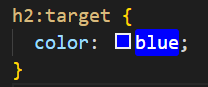 h2:target {
  color: blue;
}